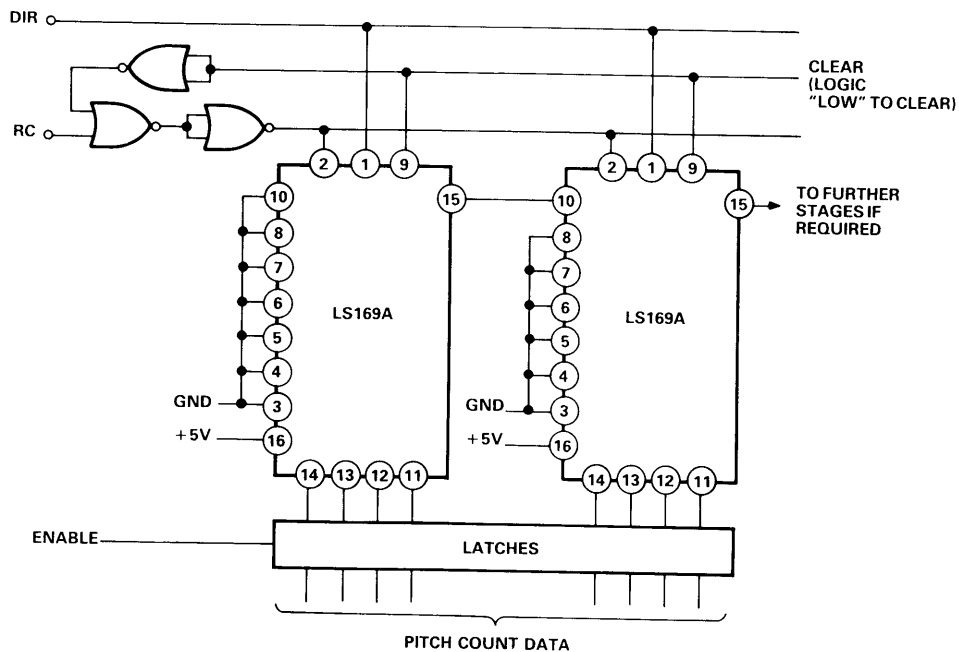 DIR
CLEAR
(LOGIC
"LOW" TO CLEAR)
RC
2
1
9
2
1
9
10
15
10
15
TO FURTHER
STAGES IF
REQUIRED
8
8
7
7
6
LS169A
6
LS169A
5
5
4
4
GND
3
GND
3
+5V
16
+5V
16
14
13
12
11
14
13
12
11
ENABLE
LATCHES
PITCH COUNT DATA